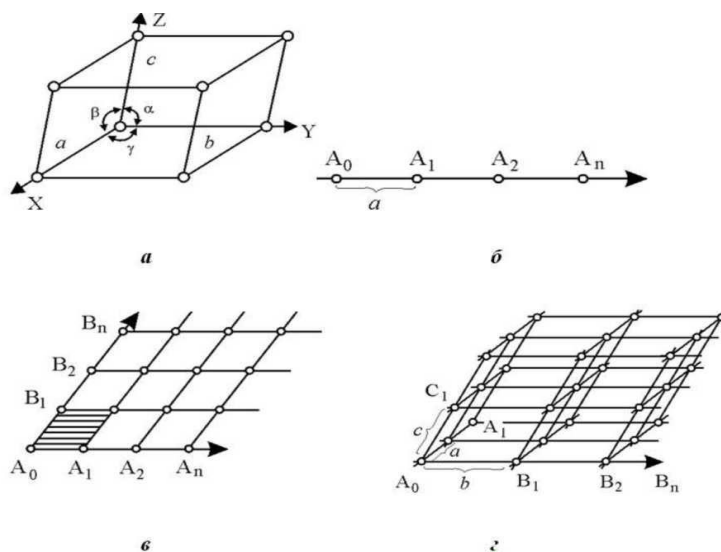 Z
c
β α
a γ b Y
X
A0 A1 A2 An
a
а б
Bn
B2
B1
A0 A1 A2 An
C1
c A1
a
A0 b B1 B2 Bn
в г